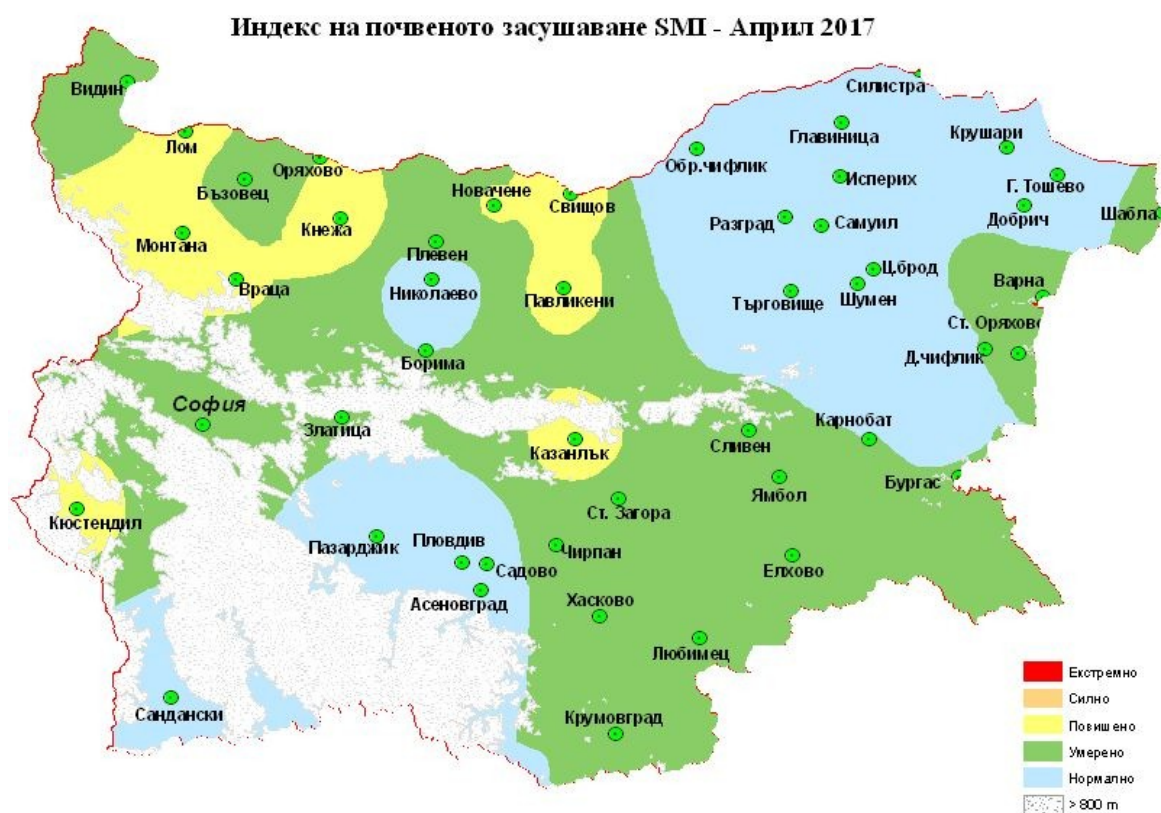 Индекс на почвеното засушаване SMI - Април 2017
Силистра
Видин
Главиница
Крушари
Лом
Обр.чифлик
Оряхово
Бъзовец
Новачене
Исперих
Г. Тошево
Свищов
Кнежа
Разград
Самуил
Добрич
Шабла
Монтана
Плевен
Ц.брод
Враца
Николаево
Павликени
Търговище
Шумен
Варна
Ст. Оряхово
Борима
Д.чифлик
София
Златица
Карнобат
Сливен
Казанлък
Бургас
Ямбол
Ст. Загора
Кюстендил
Пазарджик
Пловдив
Чирпан
Садово
Елхово
Асеновград
Хасково
Любимец
Сандански
Крумовград
Екстремно
Силно
Повишено
Умерено
Нормално
> 800 m